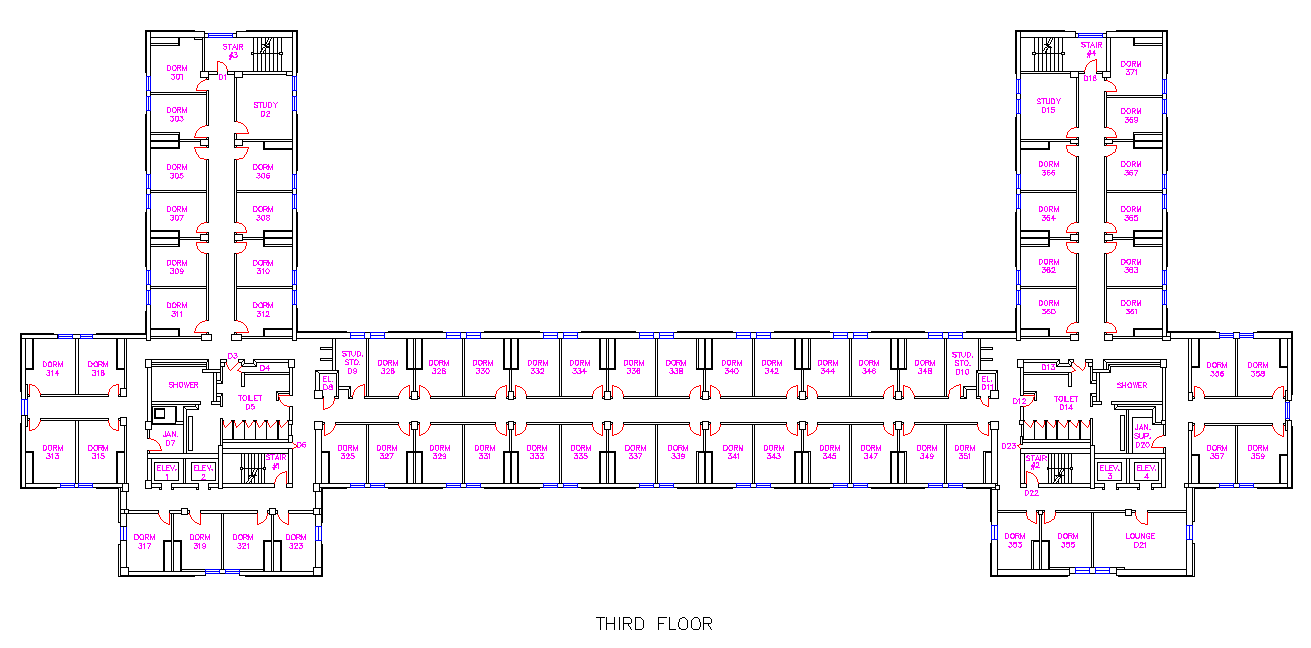 STAIR
#3
DORM
301
D1
DORM
303
STUDY
D2
DORM
305
DORM
306
DORM
307
DORM
308
DORM
309
DORM
310
DORM
311
DORM
312
STAIR
#4
DORM
371
D16
STUDY
D15
DORM
369
DORM
366
DORM
367
DORM
364
DORM
365
DORM
362
DORM
363
DORM
360
DORM
361
DORM
314
DORM
316
D3
D4
SHOWER
TOILET
D5
JAN.
D7
D6
DORM
313
DORM
315
ELEV.
1
ELEV.
2
STAIR
#1
EL.
D8
STUD.
STO.
D9
DORM
326
DORM
328
DORM
330
DORM
332
DORM
334
DORM
336
DORM
338
DORM
340
DORM
342
DORM
344
DORM
346
DORM
348
STUD.
STO.
D10
EL.
D11
DORM
325
DORM
327
DORM
329
DORM
331
DORM
333
DORM
335
DORM
337
DORM
339
DORM
341
DORM
343
DORM
345
DORM
347
DORM
349
DORM
351
D13
D12
TOILET
D14
SHOWER
JAN.
SUP.
D20
D23
STAIR
#2
D22
ELEV.
3
ELEV.
4
DORM
356
DORM
358
DORM
357
DORM
359
DORM
317
DORM
319
DORM
321
DORM
323
DORM
353
DORM
355
LOUNGE
D21
THIRD FLOOR